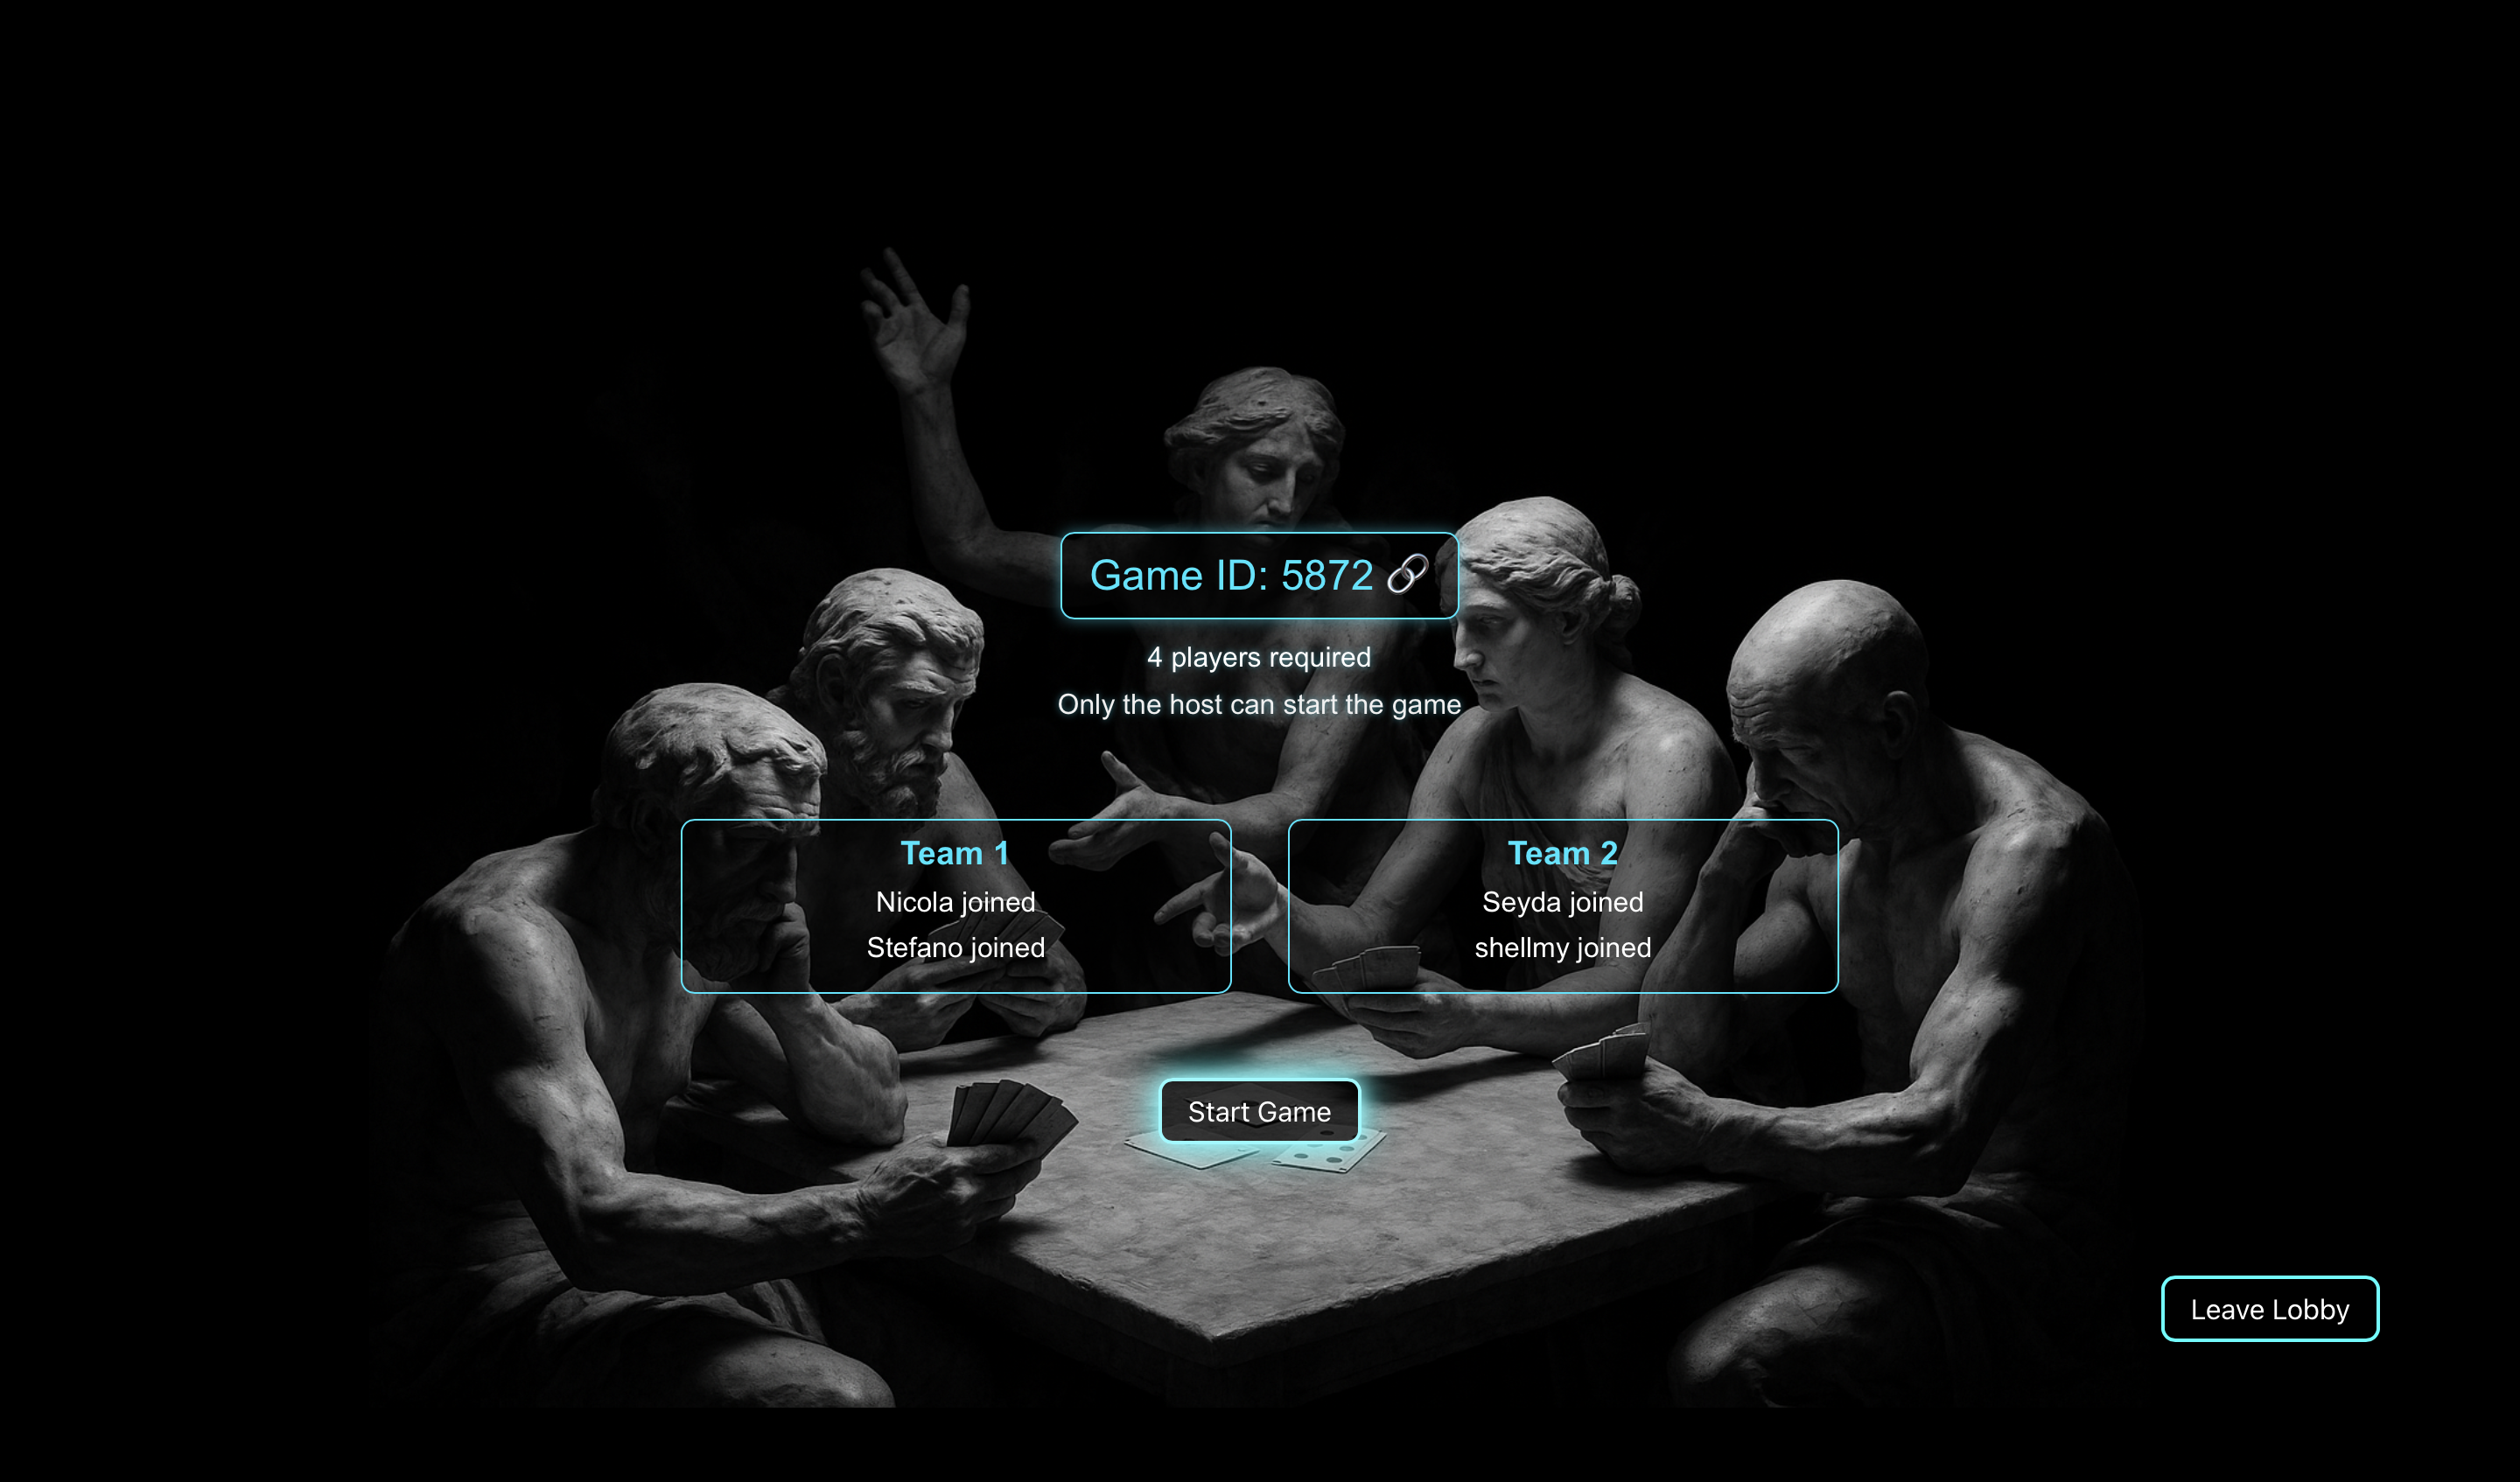 Game ID: 5872
4 players required
Only the host can start the game
Team 1
Nicola joined
Stefano joined
Team 2
Seyda joined
shellmy joined
Start Game
Leave Lobby